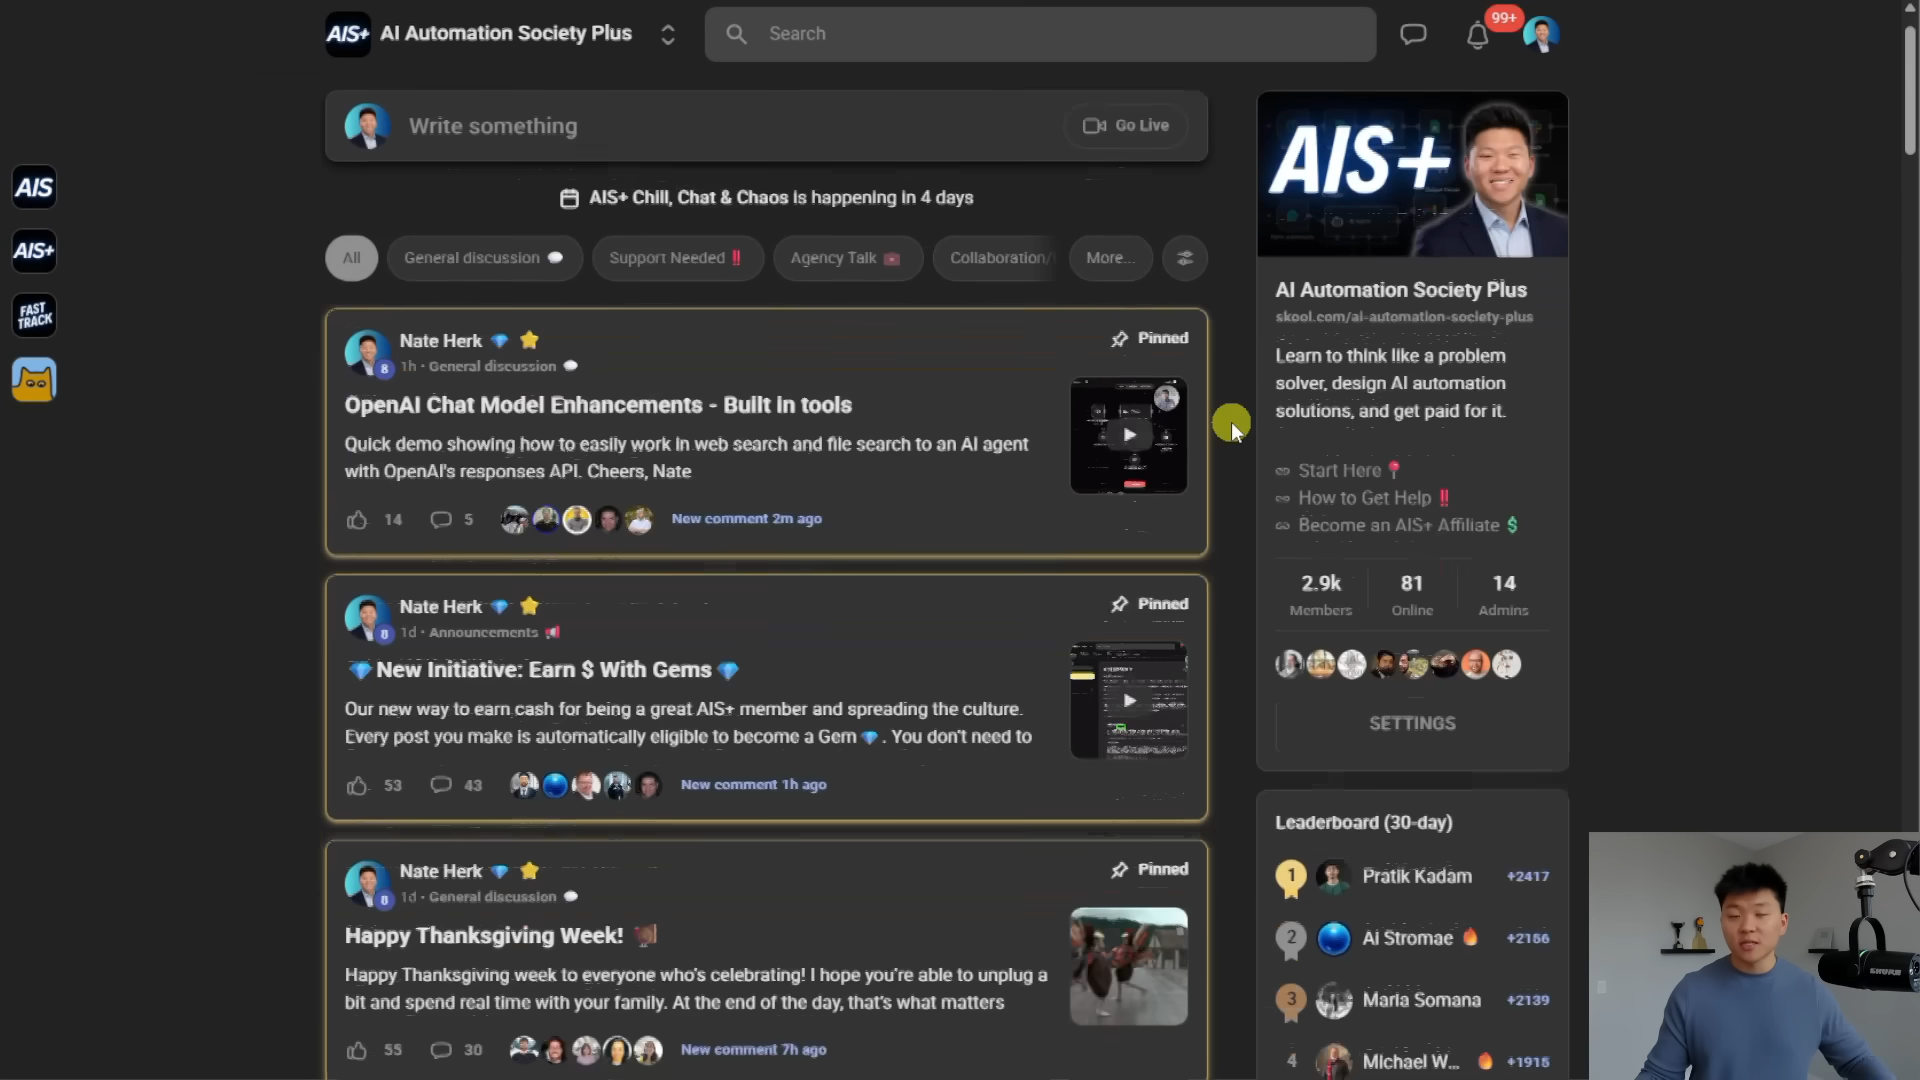 AIS+ AI Automation Society Plus
Search
99+
Write something
Go Live
AIS+ Chill, Chat & Chaos is happening in 4 days
All
General discussion
Support Needed
Agency Talk
Collaboration/
More...
AIS
AIS+
FAST TRACK
Nate Herk
8
1h · General discussion
Pinned
OpenAI Chat Model Enhancements - Built in tools
Quick demo showing how to easily work in web search and file search to an AI agent
with OpenAI's responses API. Cheers, Nate
14
5
New comment 2m ago
Nate Herk
8
1d · Announcements
Pinned
New Initiative: Earn $ With Gems
Our new way to earn cash for being a great AIS+ member and spreading the culture.
Every post you make is automatically eligible to become a Gem . You don't need to
53
43
New comment 1h ago
Nate Herk
8
1d · General discussion
Pinned
Happy Thanksgiving Week!
Happy Thanksgiving week to everyone who's celebrating! I hope you're able to unplug a
bit and spend real time with your family. At the end of the day, that's what matters
55
30
New comment 7h ago
AIS+
AI Automation Society Plus
skool.com/ai-automation-society-plus
Learn to think like a problem
solver, design AI automation
solutions, and get paid for it.
Start Here
How to Get Help
Become an AIS+ Affiliate
2.9k
81
14
Members
Online
Admins
SETTINGS
Leaderboard (30-day)
1 Pratik Kadam +2417
2 Ai Stromae +2156
3 Maria Somana +2139
4 Michael W... +1915
SHURE